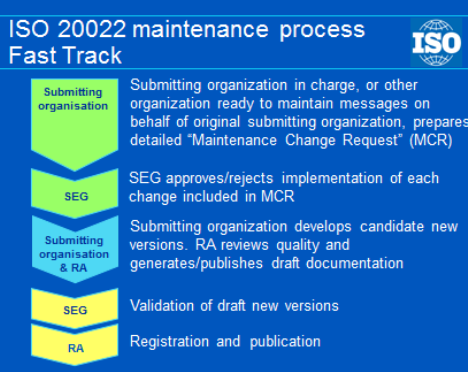 ISO 20022 maintenance process
Fast Track
ISO
Submitting
organisation
Submitting organization in charge, or other
organization ready to maintain messages on
behalf of original submitting organization, prepares
detailed “Maintenance Change Request” (MCR)
SEG
SEG approves/rejects implementation of each
change included in MCR
Submitting
organisation
& RA
Submitting organization develops candidate new
versions. RA reviews quality and
generates/publishes draft documentation
SEG
Validation of draft new versions
RA
Registration and publication